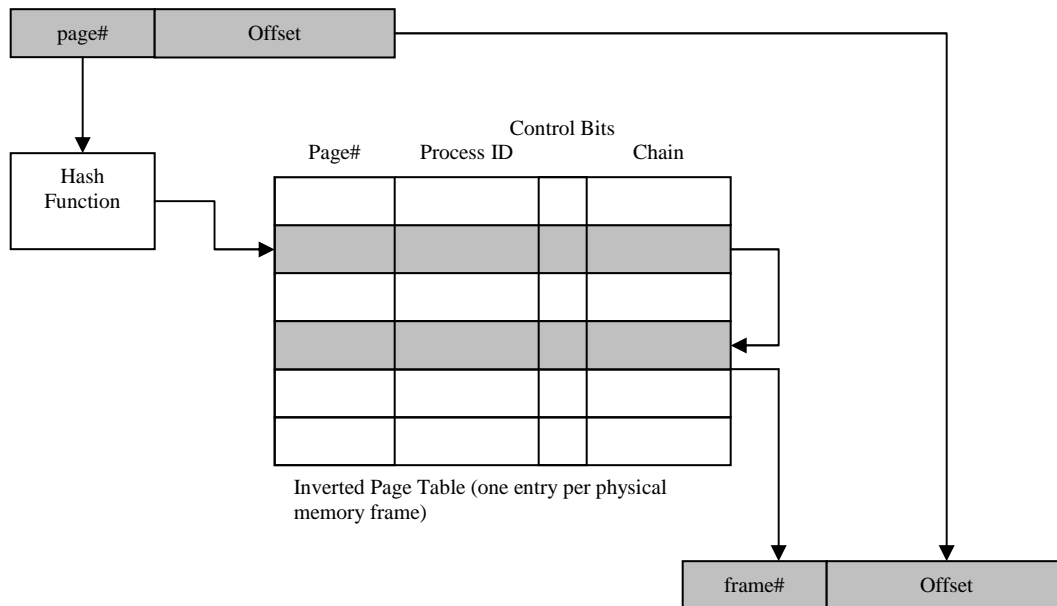 page# Offset
Control Bits
Page# Process ID Chain
Hash
Function
Inverted Page Table (one entry per physical
memory frame)
frame# Offset